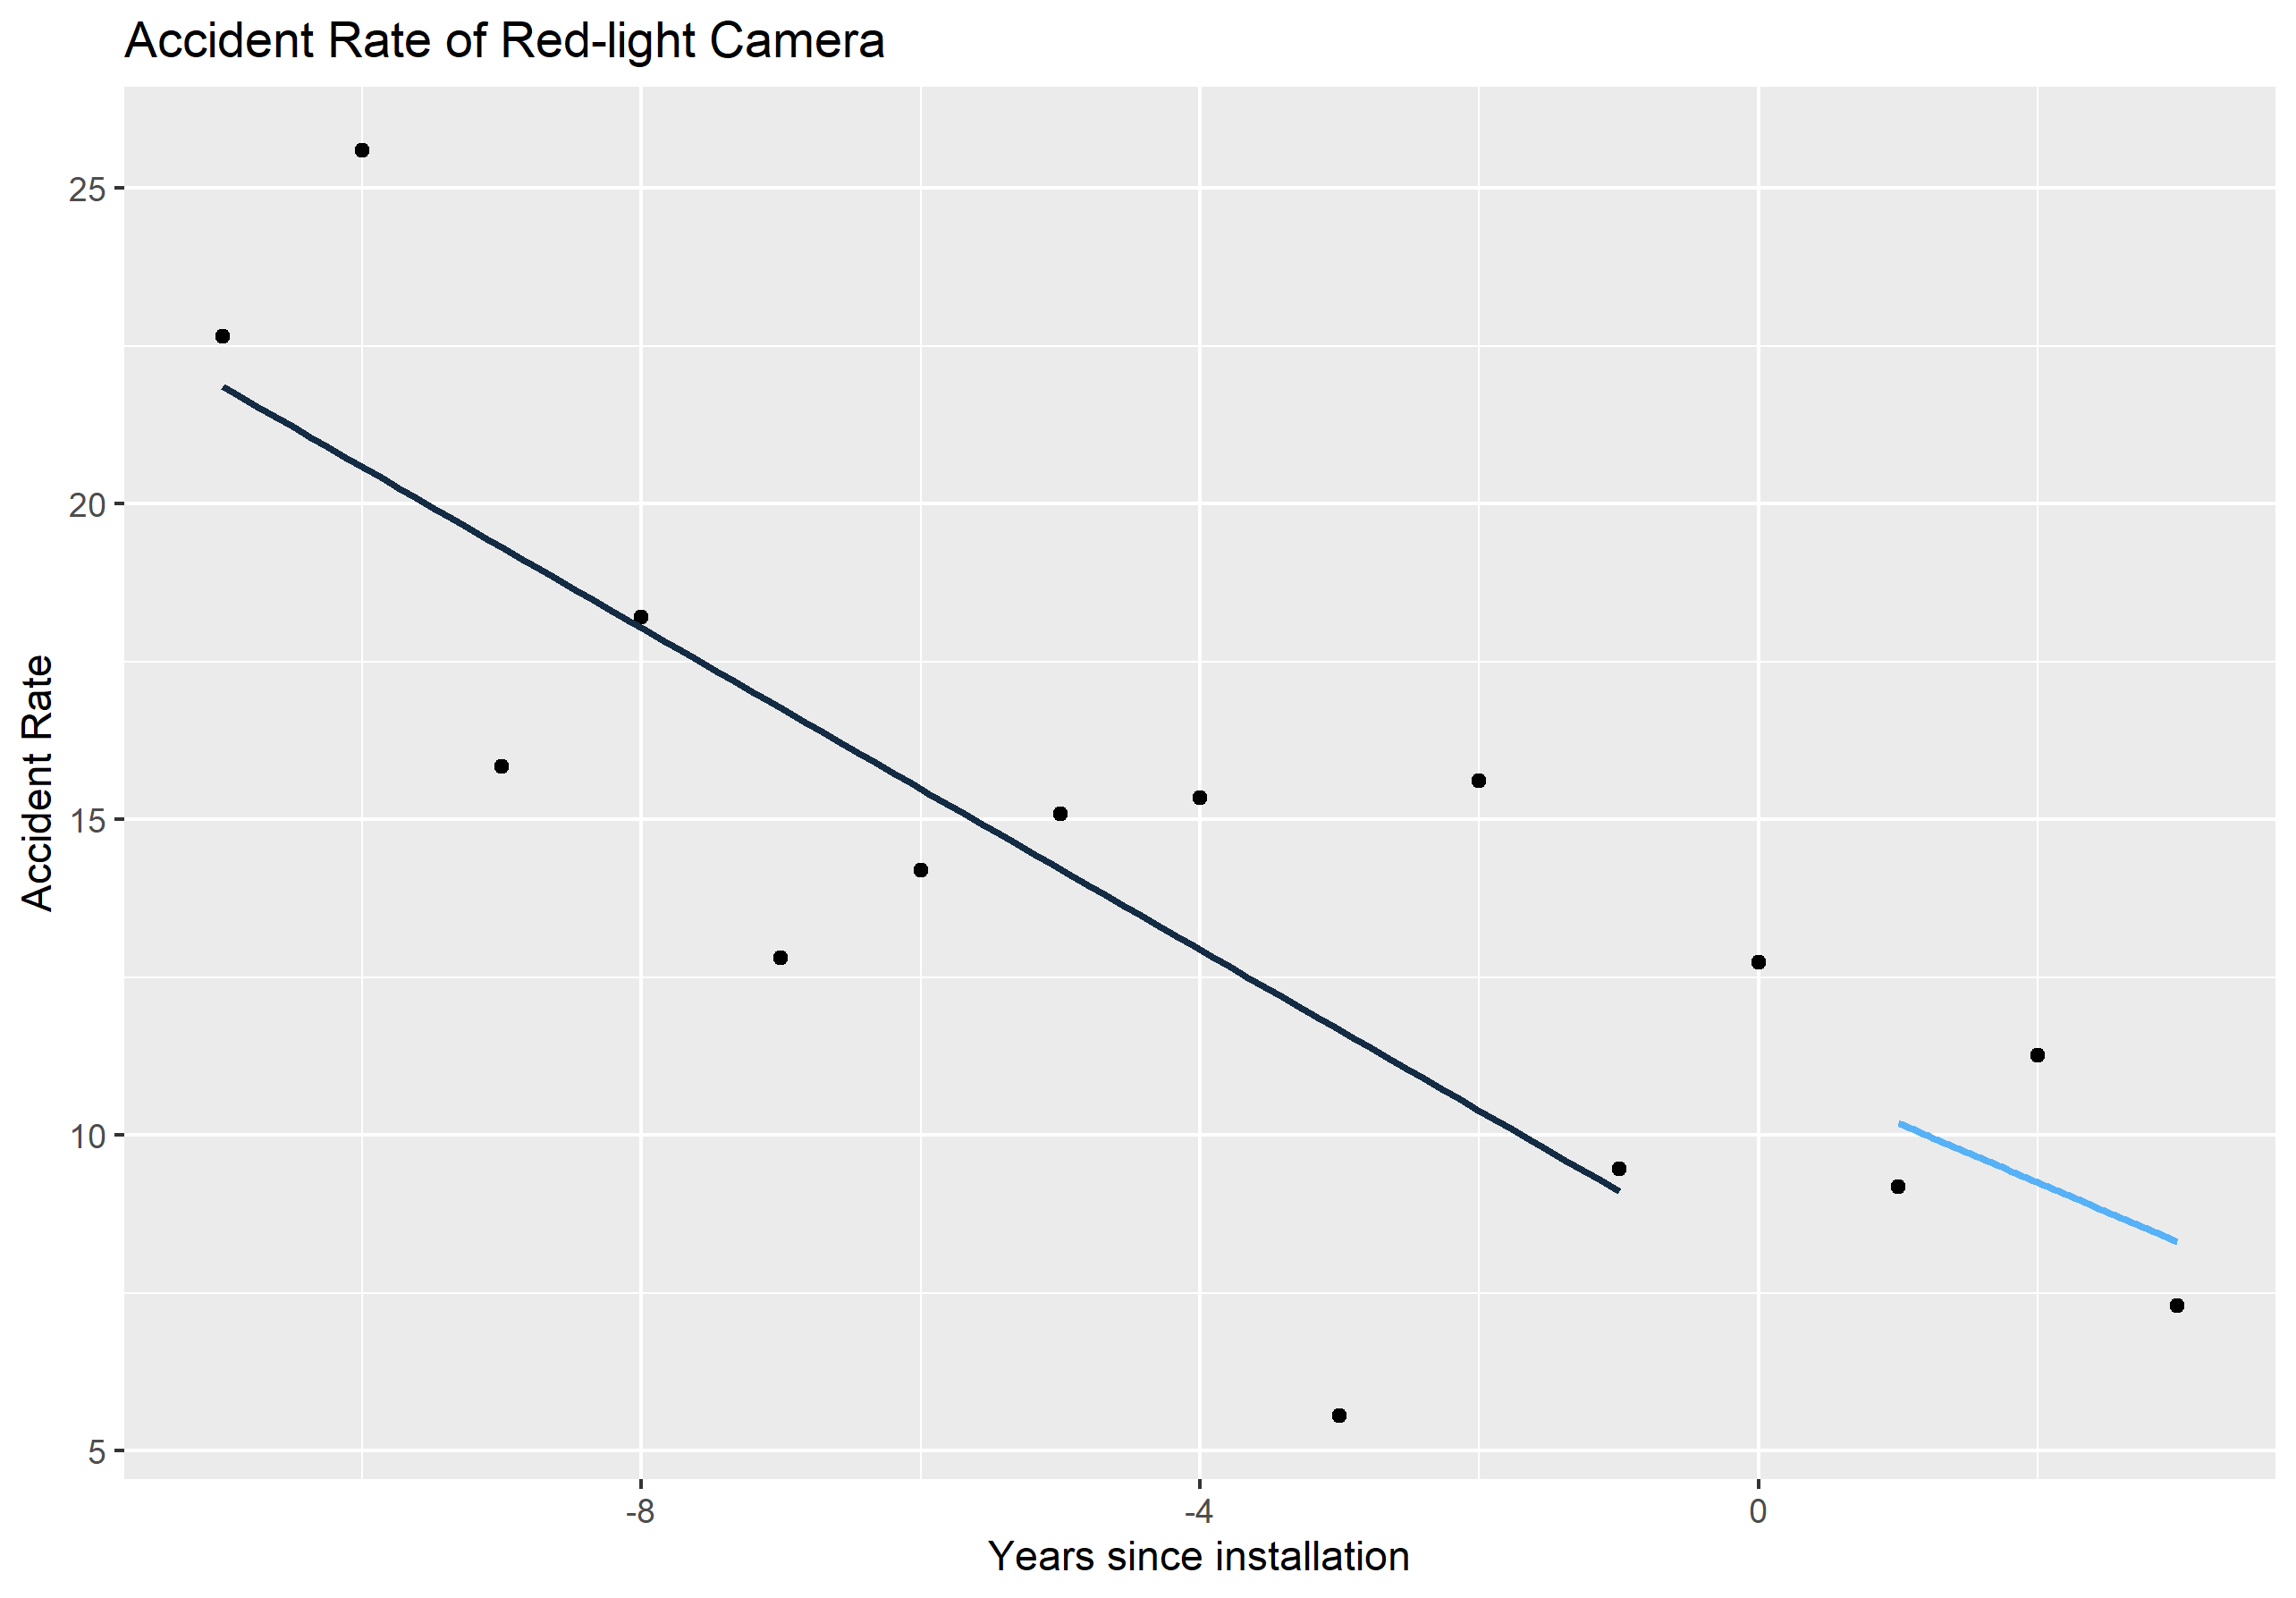 Accident Rate of Red-light Camera
25
20
15
10
5
Accident Rate
-8
-4
0
Years since installation